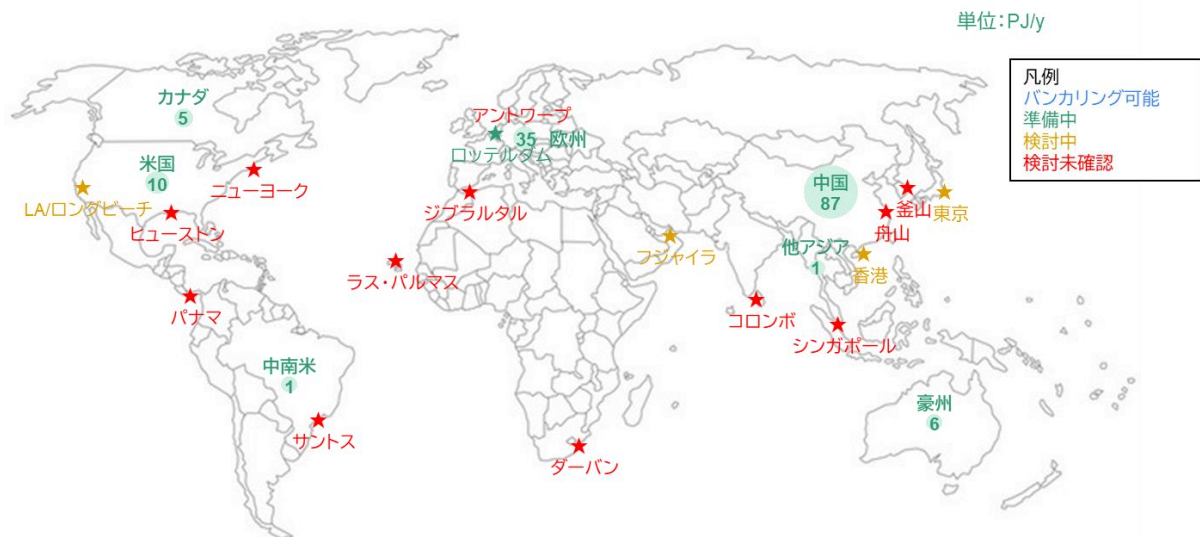 単位：PJ/y
凡例
バンカリング可能
準備中
検討中
検討未確認
カナダ
5
米国
10
ニューヨーク
LA/ロングビーチ
ヒューストン
パナマ
中南米
1
サントス
アントワープ
35 欧州
ロッテルダム
ジブラルタル
ラス・パルマス
フジャイラ
ダーバン
中国
87
釜山
東京
舟山
他アジア
1
香港
コロンボ
シンガポール
豪州
6